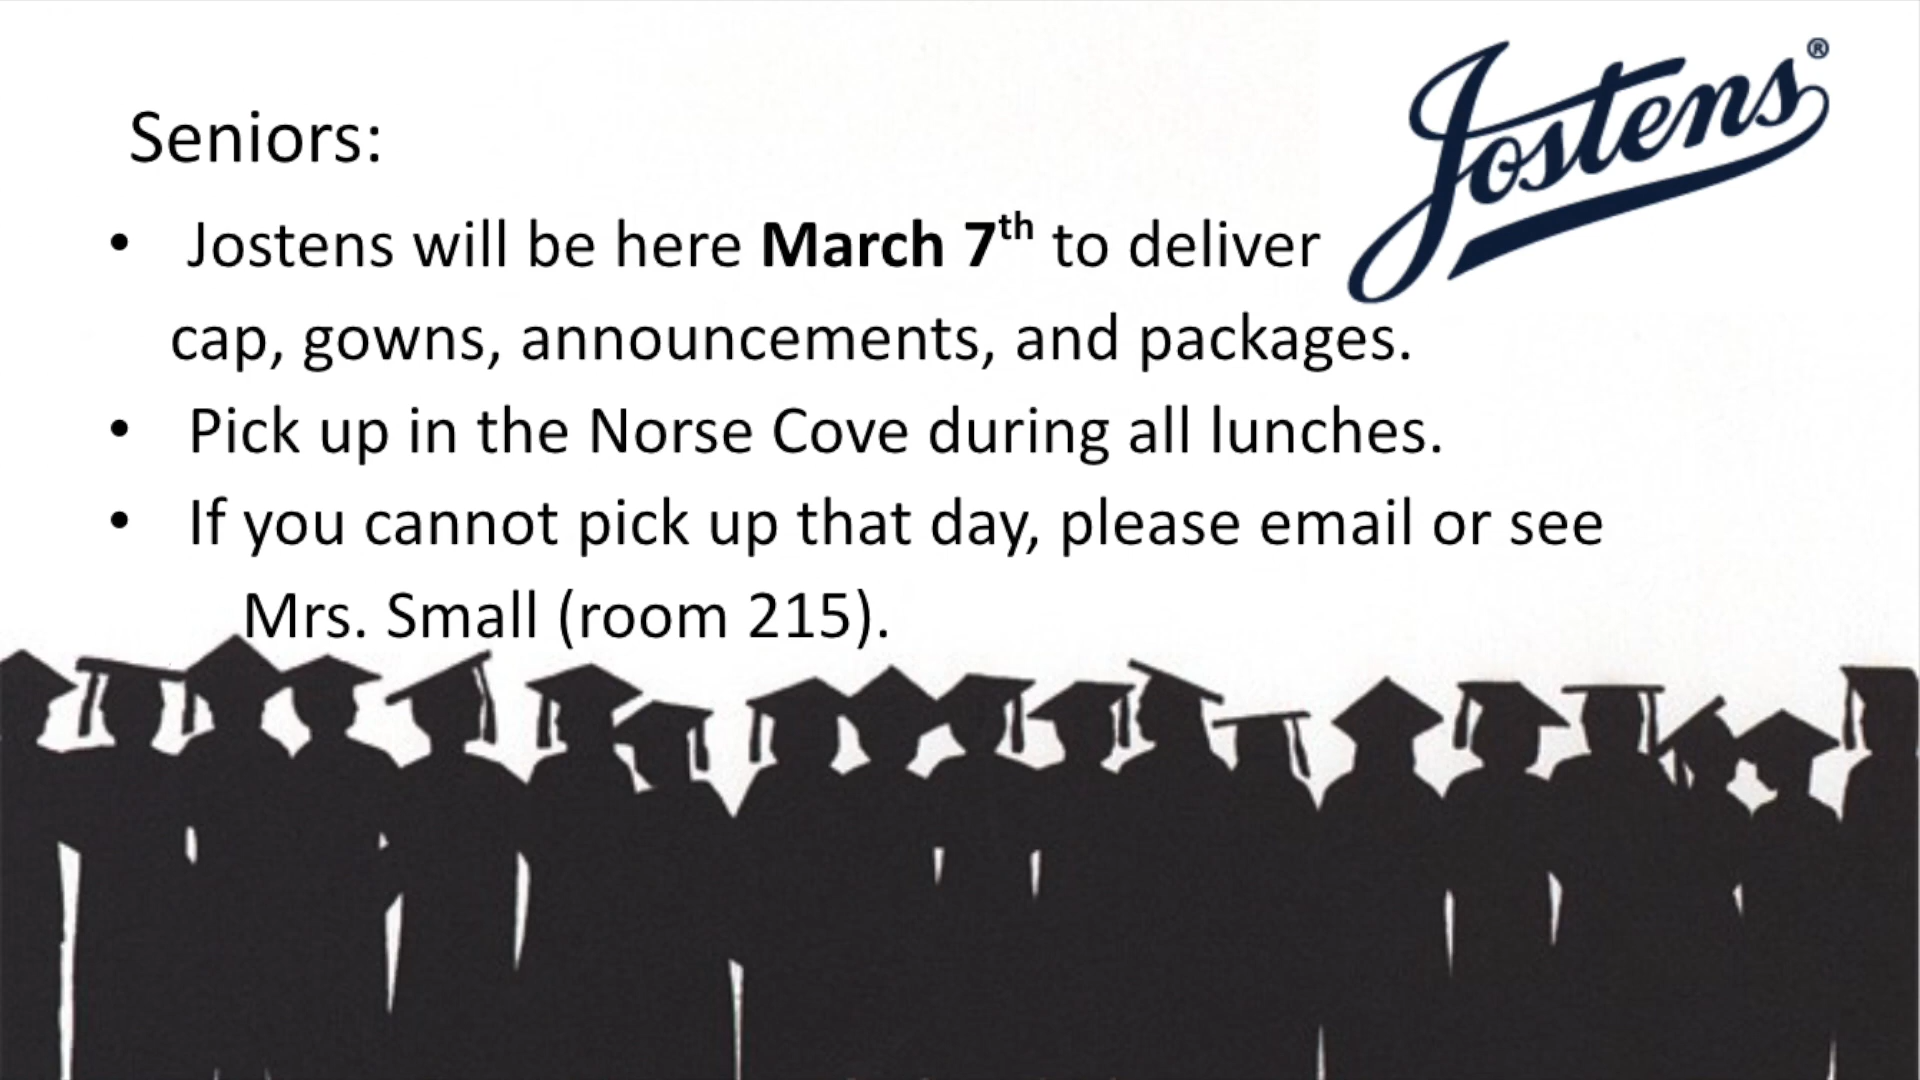 Jostens®
Seniors:
• Jostens will be here March 7th to deliver
cap, gowns, announcements, and packages.
• Pick up in the Norse Cove during all lunches.
• If you cannot pick up that day, please email or see
Mrs. Small (room 215).